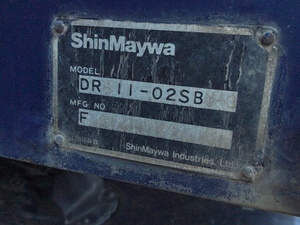 ShinMaywa
MODEL
DR 11-02SB
MFG NO
F
ShinMaywa Industries, Ltd.